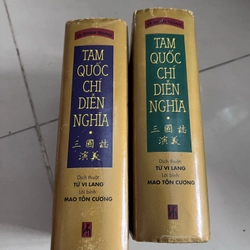 TAM
QUỐC
CHÍ
DIỄN
NGHĨA
三國誌
演義
Dịch thuật
TỬ VI LANG
Lời bình
MAO TÔN CƯƠNG
TAM
QUỐC
CHÍ
DIỄN
NGHĨA
三國誌
演義
Dịch thuật
TỬ VI LANG
Lời bình
MAO TÔN CƯƠNG